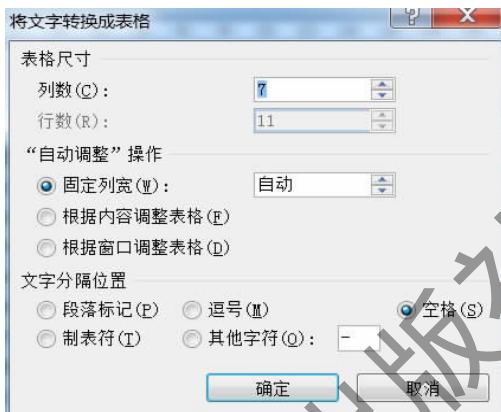 将文字转换成表格
表格尺寸
列数(C): 7
行数(R): 11
“自动调整”操作
固定列宽(W): 自动
根据内容调整表格(F)
根据窗口调整表格(D)
文字分隔位置
段落标记(P) 逗号(M) 空格(S)
制表符(T) 其他字符(O): -
确定 取消